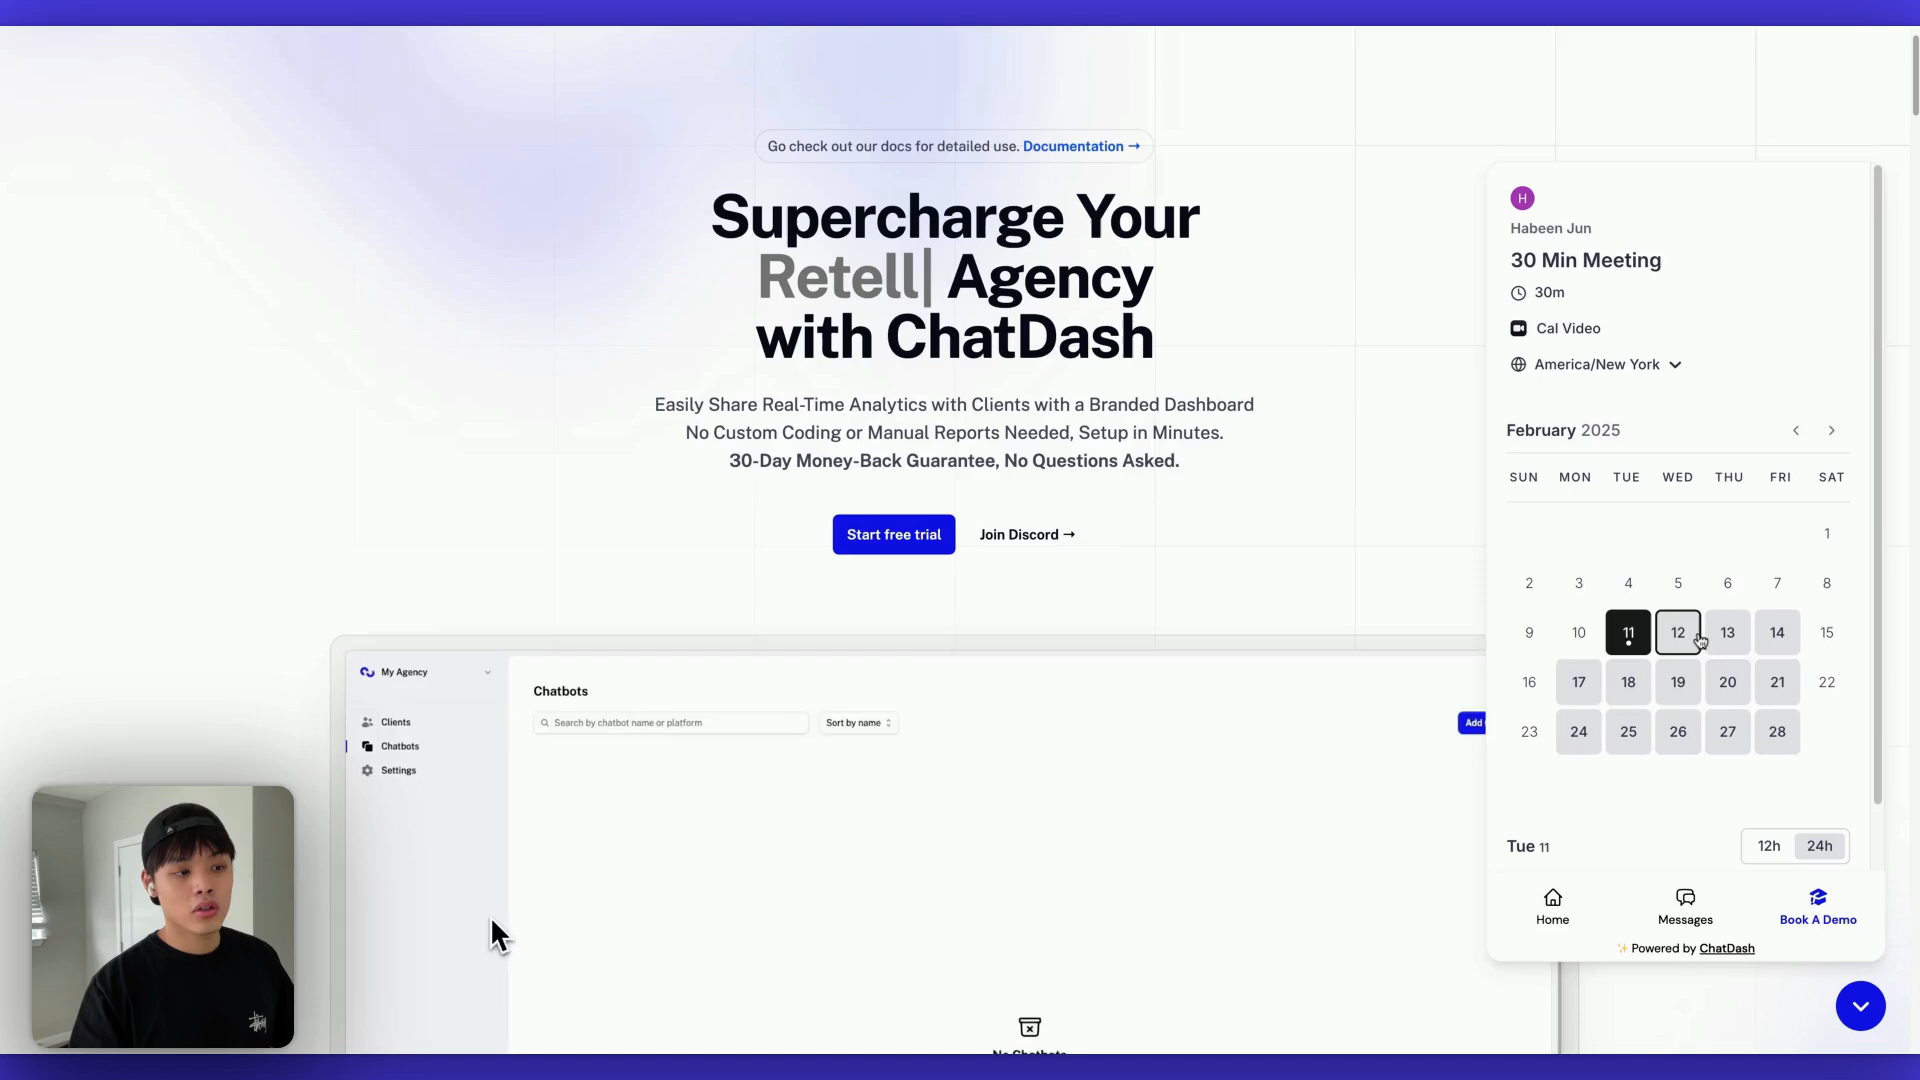 Go check out our docs for detailed use. Documentation →
Supercharge Your
Retell| Agency
with ChatDash
Easily Share Real-Time Analytics with Clients with a Branded Dashboard
No Custom Coding or Manual Reports Needed, Setup in Minutes.
30-Day Money-Back Guarantee, No Questions Asked.
Start free trial
Join Discord →
My Agency
Clients
Chatbots
Settings
Chatbots
Search by chatbot name or platform
Sort by name
Add
No Chatbots
H
Habeen Jun
30 Min Meeting
30m
Cal Video
America/New York
February 2025
SUN MON TUE WED THU FRI SAT
1
2 3 4 5 6 7 8
9 10 11 12 13 14 15
16 17 18 19 20 21 22
23 24 25 26 27 28
Tue 11
12h 24h
Home
Messages
Book A Demo
✨ Powered by ChatDash